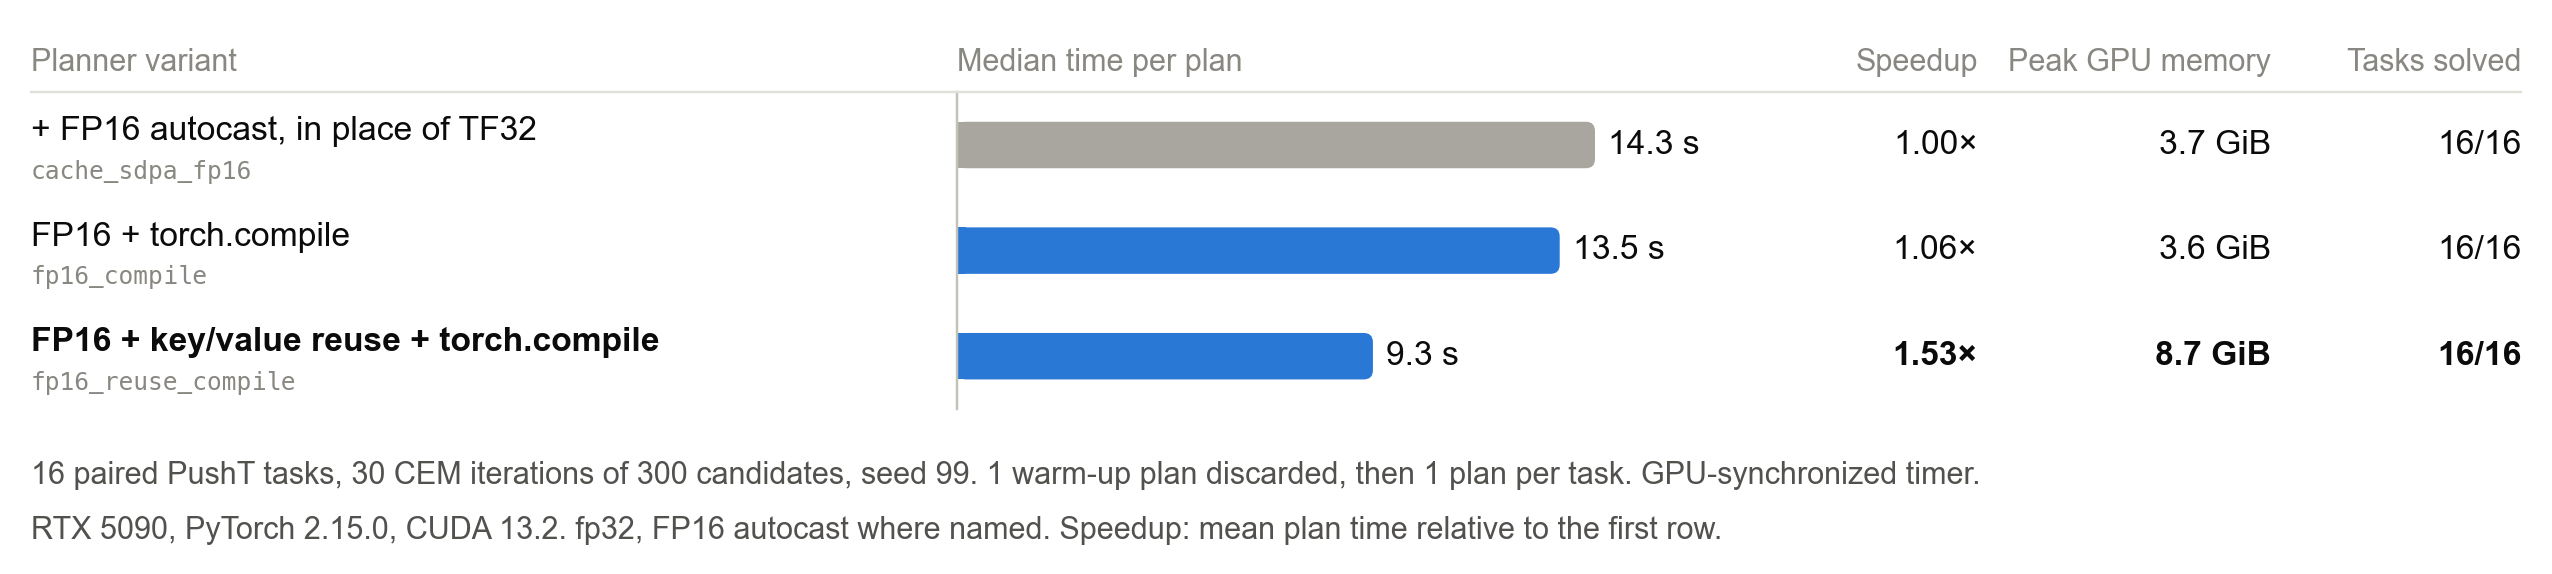 Planner variant Median time per plan Speedup Peak GPU memory Tasks solved
+ FP16 autocast, in place of TF32 14.3 s 1.00× 3.7 GiB 16/16
cache_sdpa_fp16
FP16 + torch.compile 13.5 s 1.06× 3.6 GiB 16/16
fp16_compile
FP16 + key/value reuse + torch.compile 9.3 s 1.53× 8.7 GiB 16/16
fp16_reuse_compile
16 paired PushT tasks, 30 CEM iterations of 300 candidates, seed 99. 1 warm-up plan discarded, then 1 plan per task. GPU-synchronized timer.
RTX 5090, PyTorch 2.15.0, CUDA 13.2. fp32, FP16 autocast where named. Speedup: mean plan time relative to the first row.